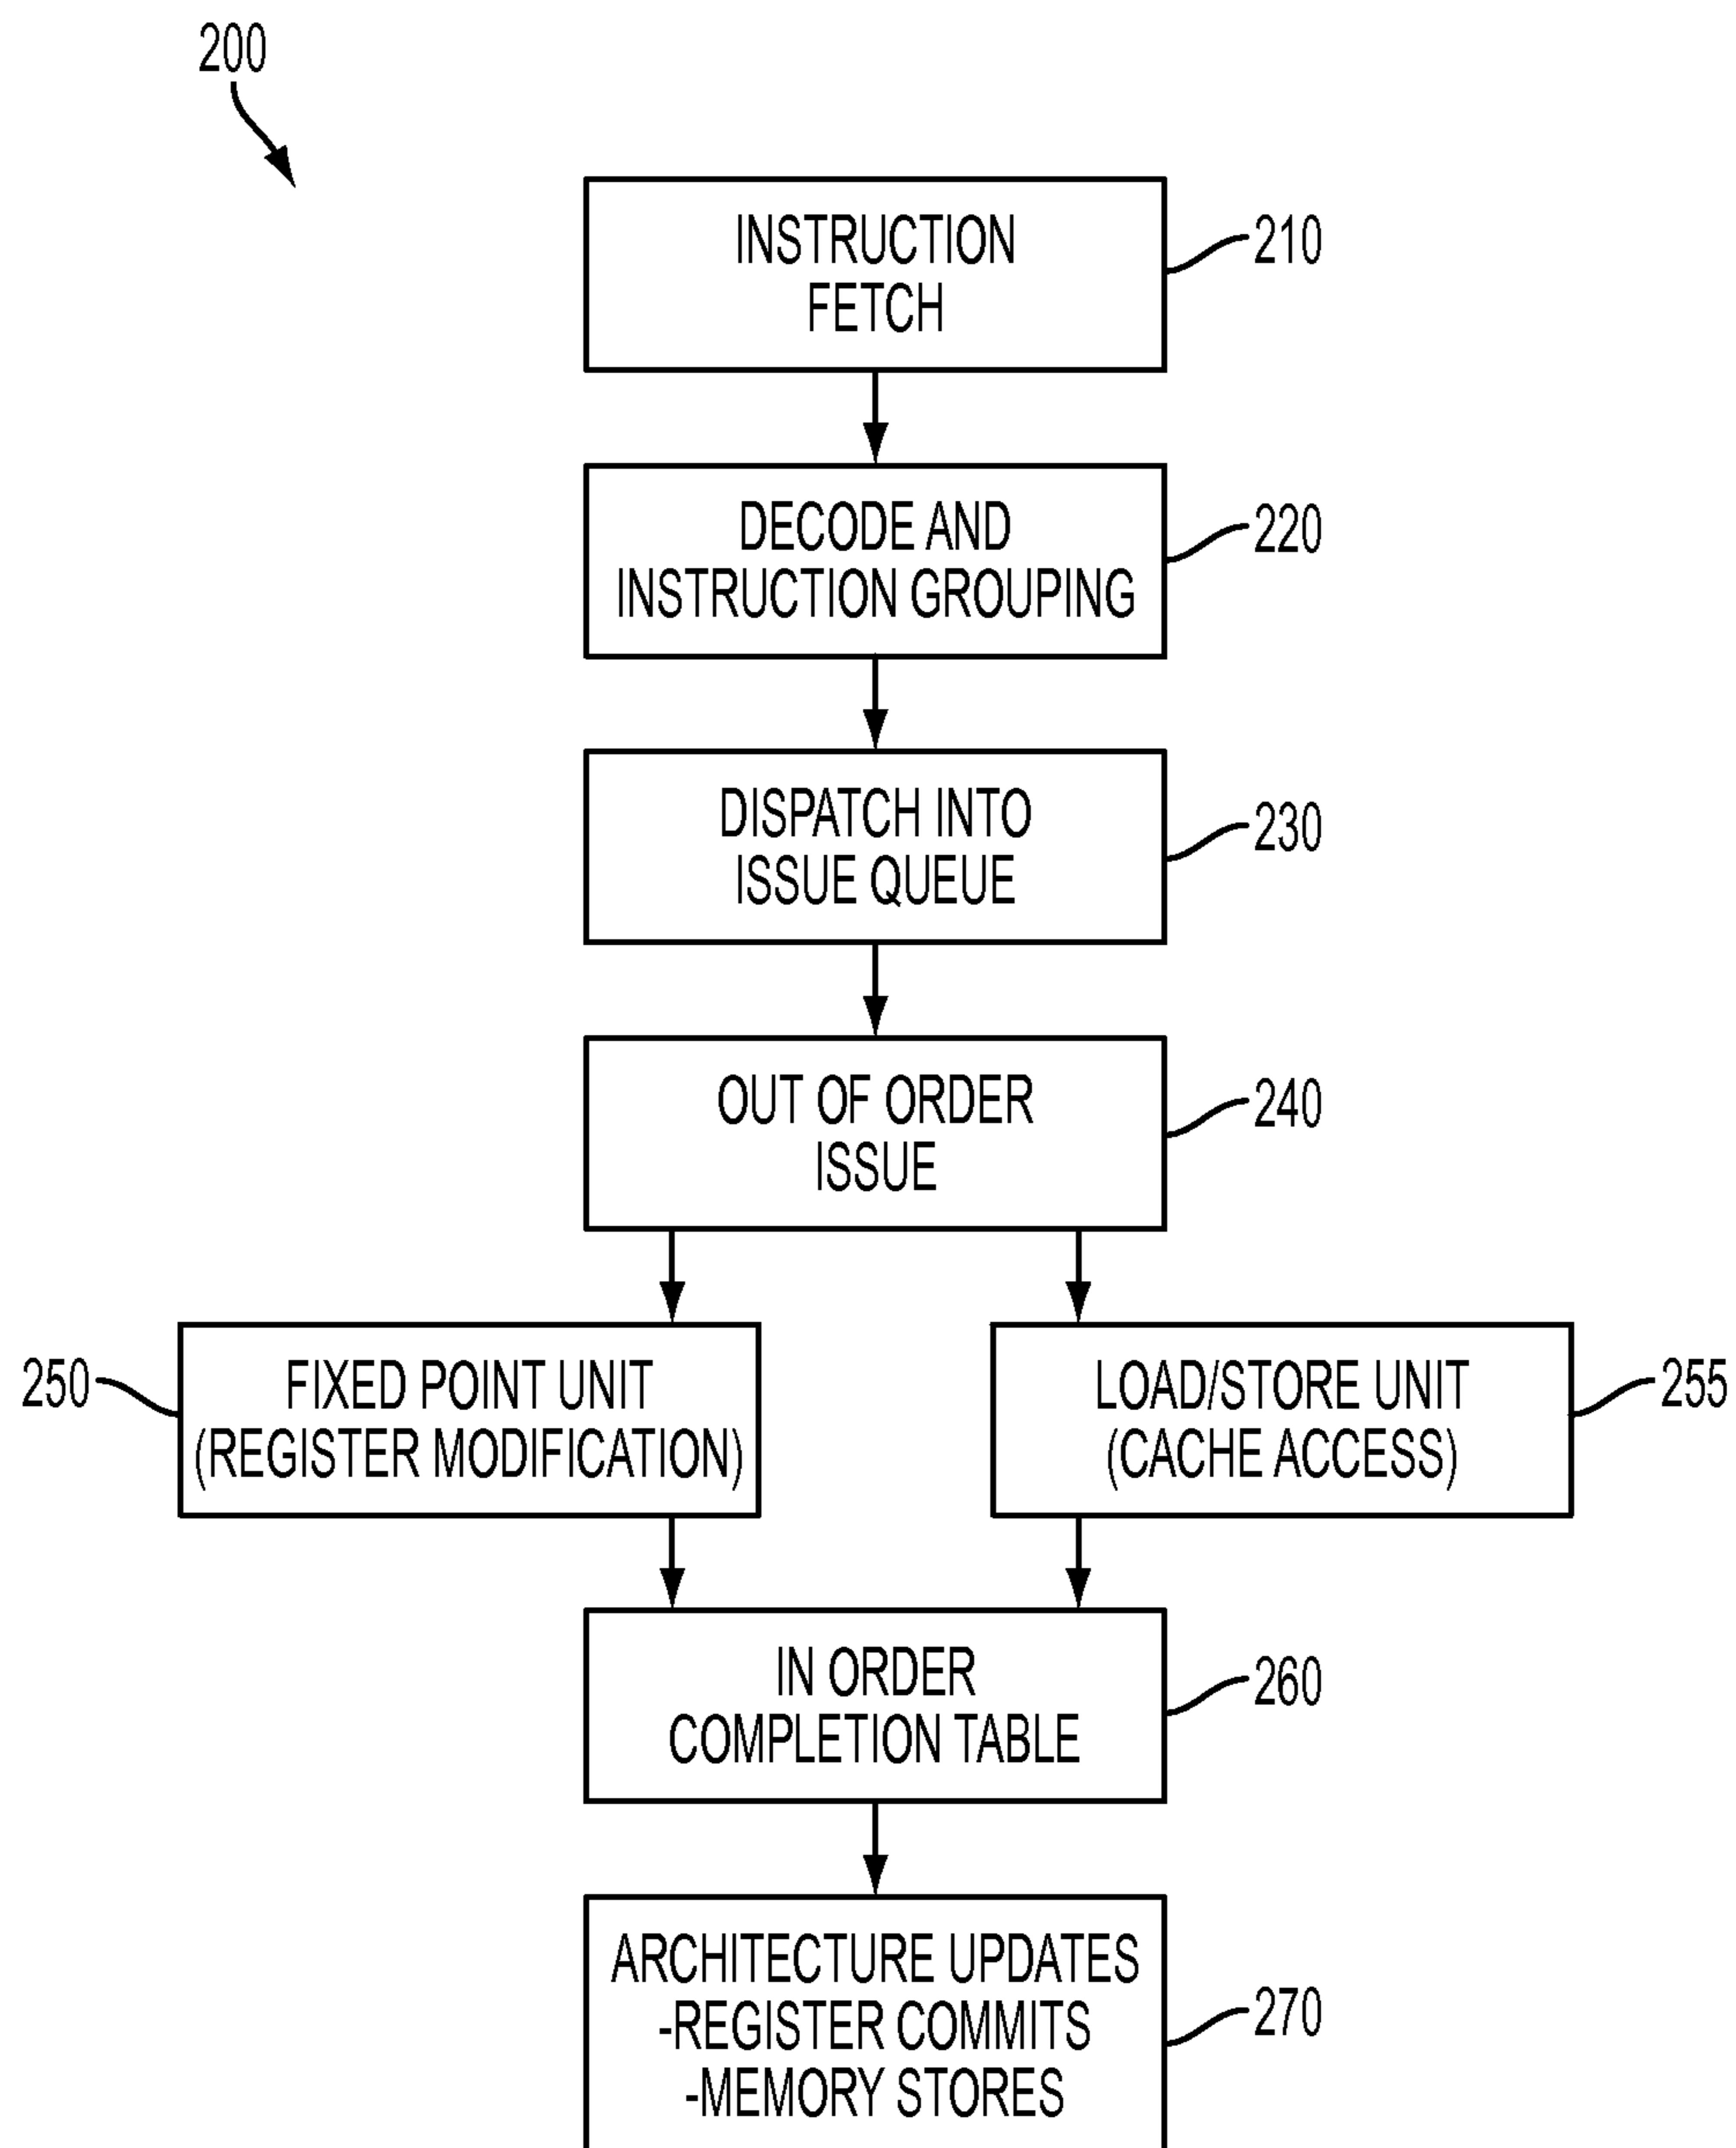 200
INSTRUCTION
FETCH
210
DECODE AND
INSTRUCTION GROUPING
220
DISPATCH INTO
ISSUE QUEUE
230
OUT OF ORDER
ISSUE
240
250
FIXED POINT UNIT
(REGISTER MODIFICATION)
LOAD/STORE UNIT
(CACHE ACCESS)
255
IN ORDER
COMPLETION TABLE
260
ARCHITECTURE UPDATES
-REGISTER COMMITS
-MEMORY STORES
270